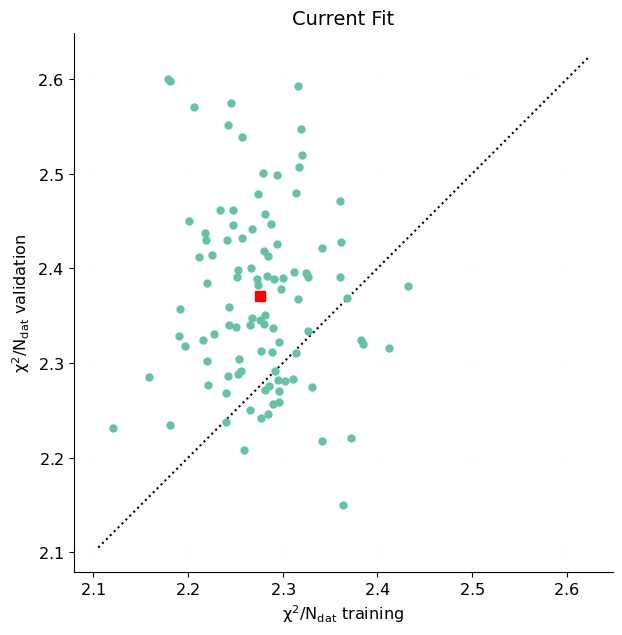 Current Fit
2.6
2.5
2.4
2.3
2.2
2.1
χ²/N_dat validation
2.1 2.2 2.3 2.4 2.5 2.6
χ²/N_dat training